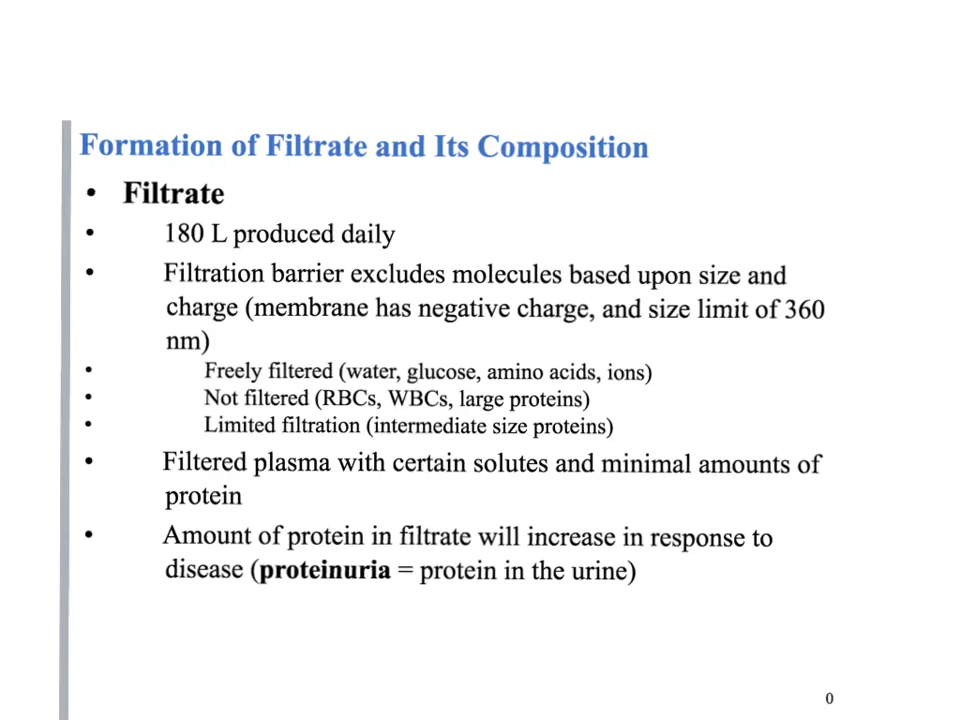 Formation of Filtrate and Its Composition
• Filtrate
• 180 L produced daily
• Filtration barrier excludes molecules based upon size and
charge (membrane has negative charge, and size limit of 360
nm)
• Freely filtered (water, glucose, amino acids, ions)
• Not filtered (RBCs, WBCs, large proteins)
• Limited filtration (intermediate size proteins)
• Filtered plasma with certain solutes and minimal amounts of
protein
• Amount of protein in filtrate will increase in response to
disease (proteinuria = protein in the urine)
0